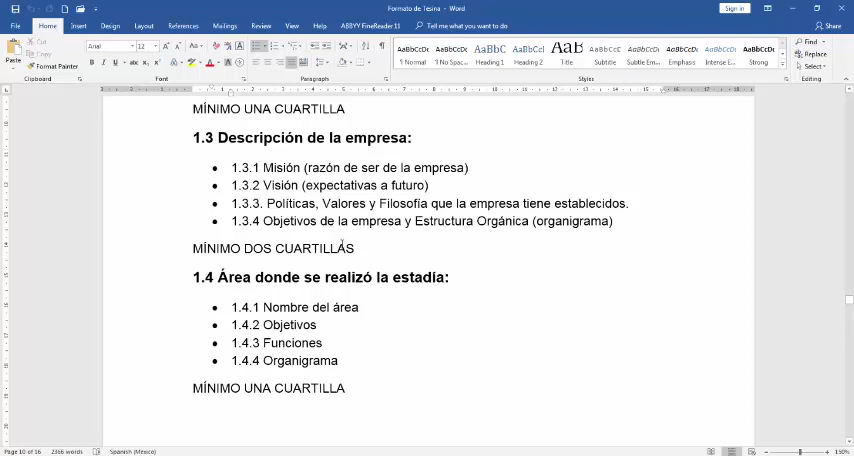 Formato de Tesina - Word
Sign in
File Home Insert Design Layout References Mailings Review View Help ABBYY FineReader 11 Tell me what you want to do Share
Cut
Copy
Format Painter
Paste
Arial 12
AaBbCcDc AaBbCcDc AaBbC AaBbCcl AaB AaBbCcD AaBbCcDc AaBbCcDc AaBbCcDc
¶ Normal ¶ No Spac... Heading 1 Heading 2 Title Subtitle Subtle Em... Emphasis Intense E... Strong
Find
Replace
Select
Clipboard Font Paragraph Styles Editing
MÍNIMO UNA CUARTILLA
1.3 Descripción de la empresa:
• 1.3.1 Misión (razón de ser de la empresa)
• 1.3.2 Visión (expectativas a futuro)
• 1.3.3. Políticas, Valores y Filosofía que la empresa tiene establecidos.
• 1.3.4 Objetivos de la empresa y Estructura Orgánica (organigrama)
MÍNIMO DOS CUARTILLAS
1.4 Área donde se realizó la estadía:
• 1.4.1 Nombre del área
• 1.4.2 Objetivos
• 1.4.3 Funciones
• 1.4.4 Organigrama
MÍNIMO UNA CUARTILLA
Page 10 of 16 2366 words Spanish (Mexico) 150%